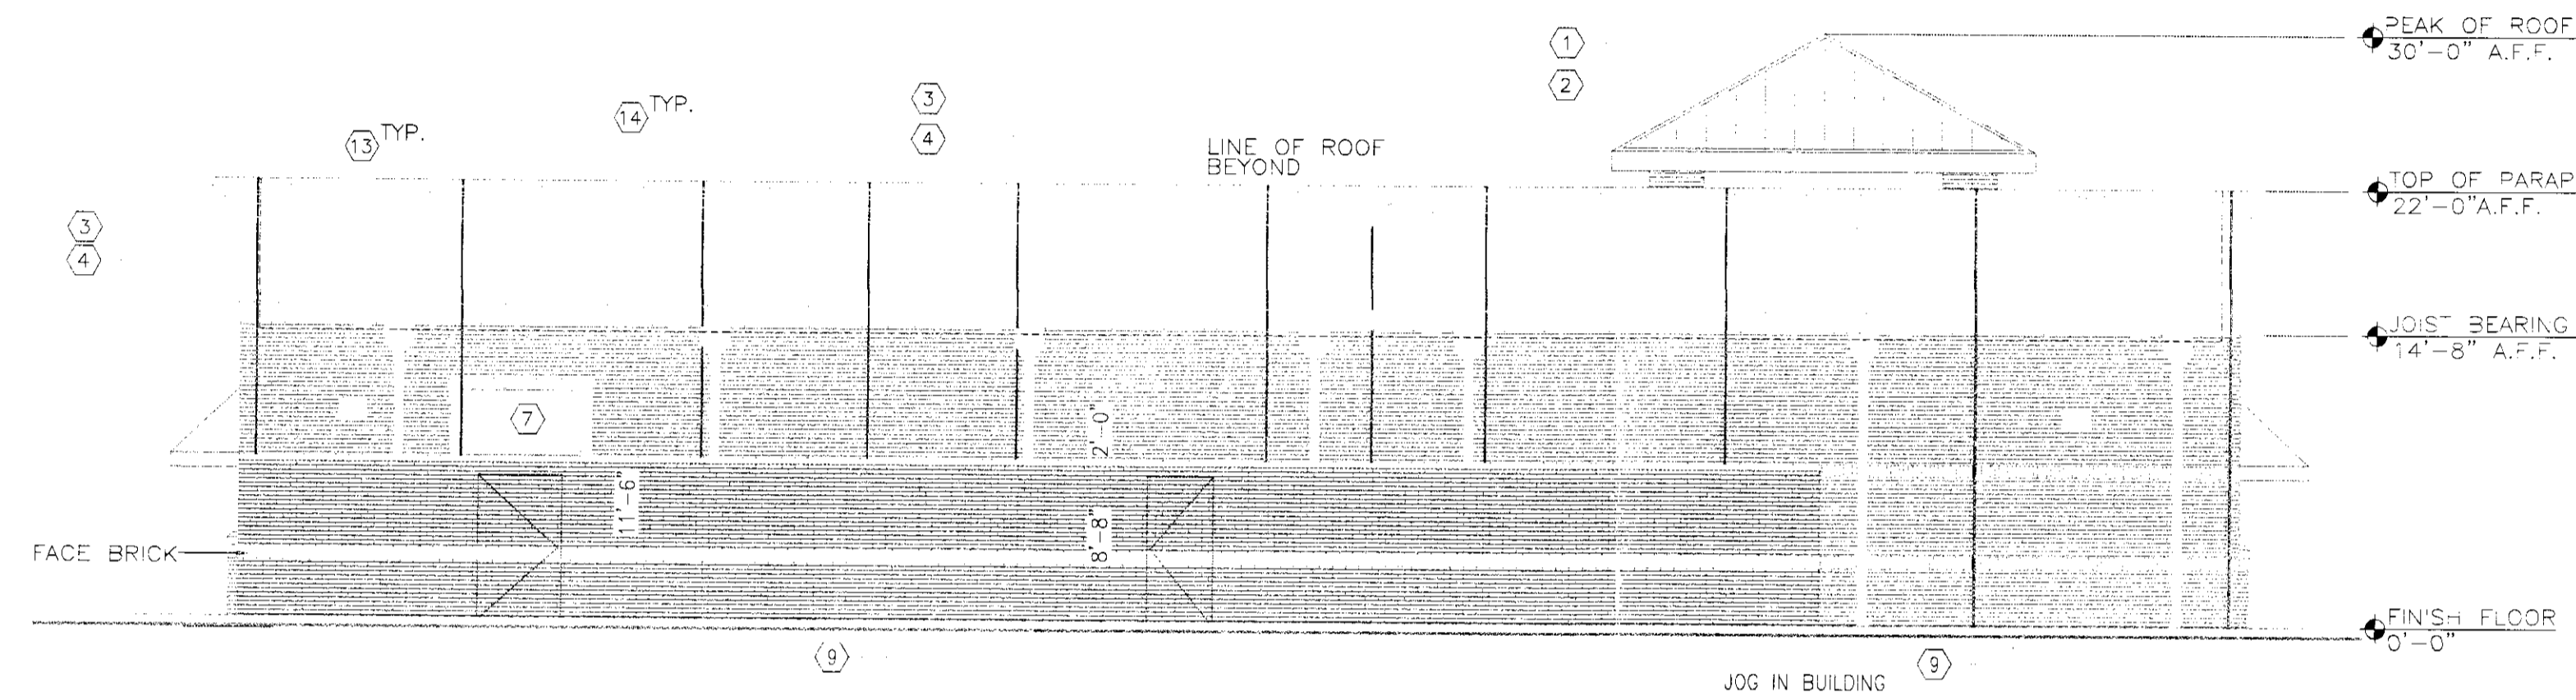 1
PEAK OF ROOF
30'-0" A.F.F.
2
3
14 TYP.
13 TYP.
4
LINE OF ROOF
BEYOND
TOP OF PARAP
22'-0"A.F.F.
3
4
JOIST BEARING
14'-8" A.F.F.
7
2'-0"
11'-6"
8'-8"
FACE BRICK
FINISH FLOOR
0'-0"
9
9
JOG IN BUILDING